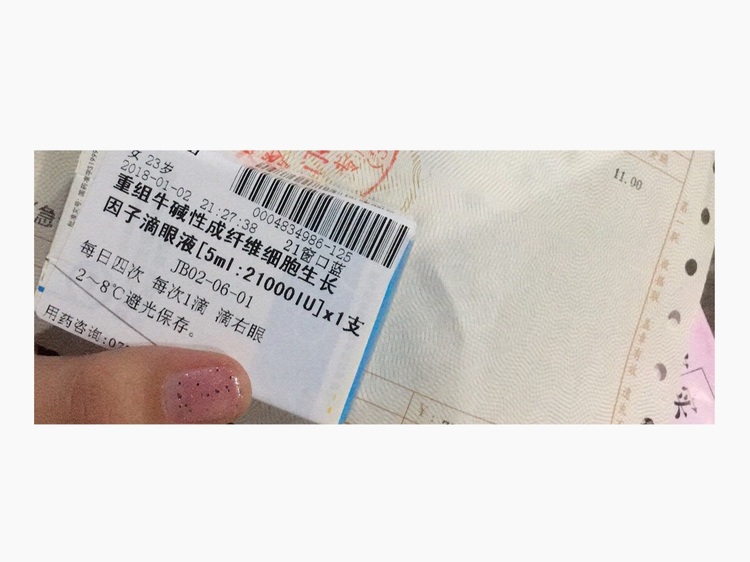 女 23岁
2018-01-02 21:27:38
0004834986-125
21窗口蓝
重组牛碱性成纤维细胞生长
因子滴眼液[5ml:21000IU]x1支
JB02-06-01
每日四次 每次1滴 滴右眼
2~8℃避光保存。
用药咨询:07
急
11.00
采